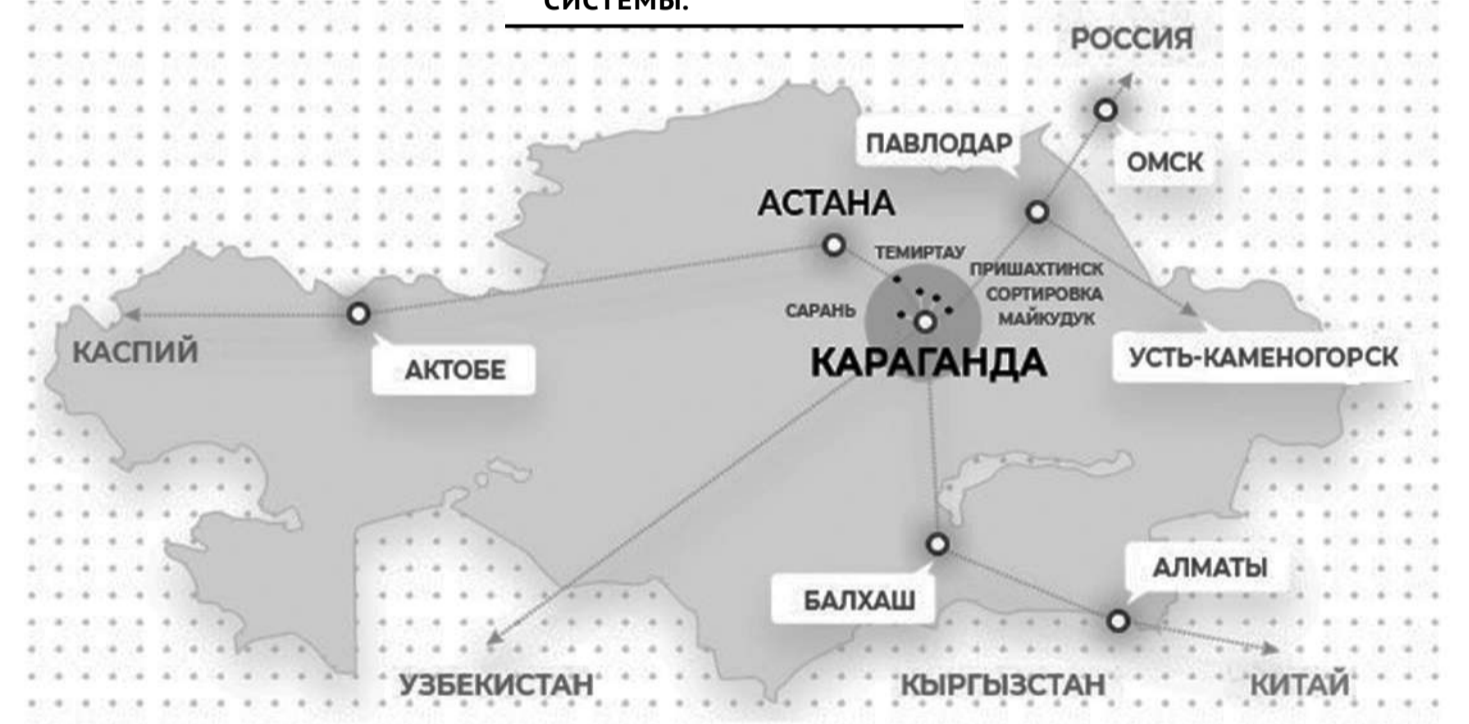 СИСТЕМЫ:
РОССИЯ
ПАВЛОДАР
ОМСК
АСТАНА
ТЕМИРТАУ
ПРИШАХТИНСК
СОРТИРОВКА
МАЙКУДУК
САРАНЬ
КАРАГАНДА
КАСПИЙ
АКТОБЕ
УСТЬ-КАМЕНОГОРСК
БАЛХАШ
АЛМАТЫ
УЗБЕКИСТАН
КЫРГЫЗСТАН
КИТАЙ